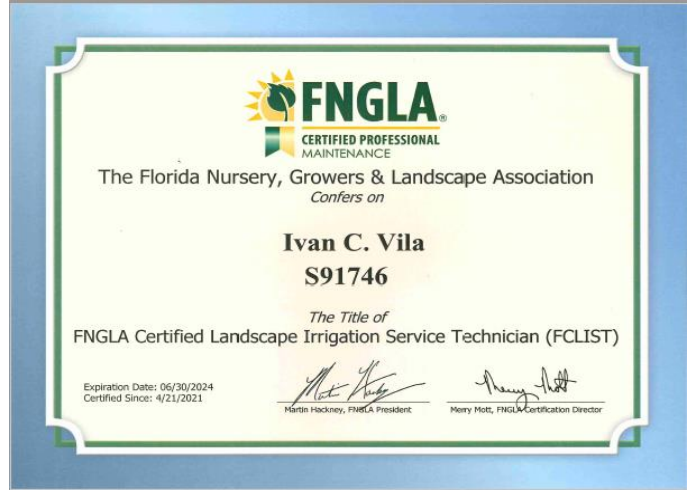 FNGLA®
CERTIFIED PROFESSIONAL
MAINTENANCE
The Florida Nursery, Growers & Landscape Association
Confers on
Ivan C. Vila
S91746
The Title of
FNGLA Certified Landscape Irrigation Service Technician (FCLIST)
Expiration Date: 06/30/2024
Certified Since: 4/21/2021
Martin Hackney, FNGLA President
Merry Mott, FNGLA Certification Director